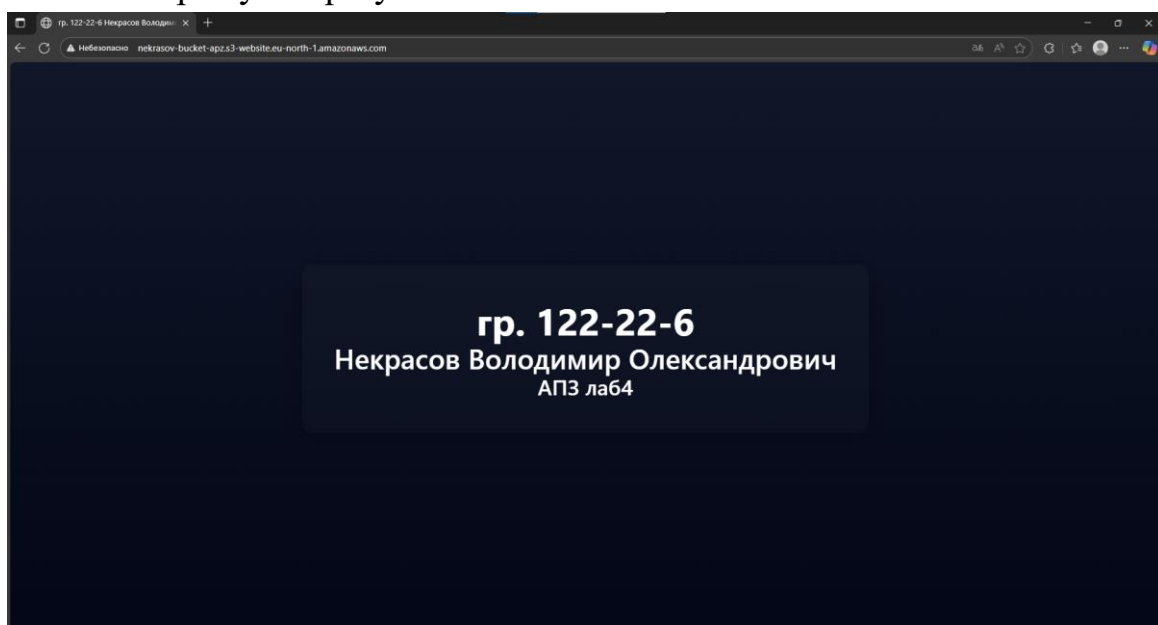 гр. 122-22-6 Некрасов Володим
Небезопасно nekrasov-bucket-apz.s3-website.eu-north-1.amazonaws.com
гр. 122-22-6
Некрасов Володимир Олександрович
АПЗ лаб4